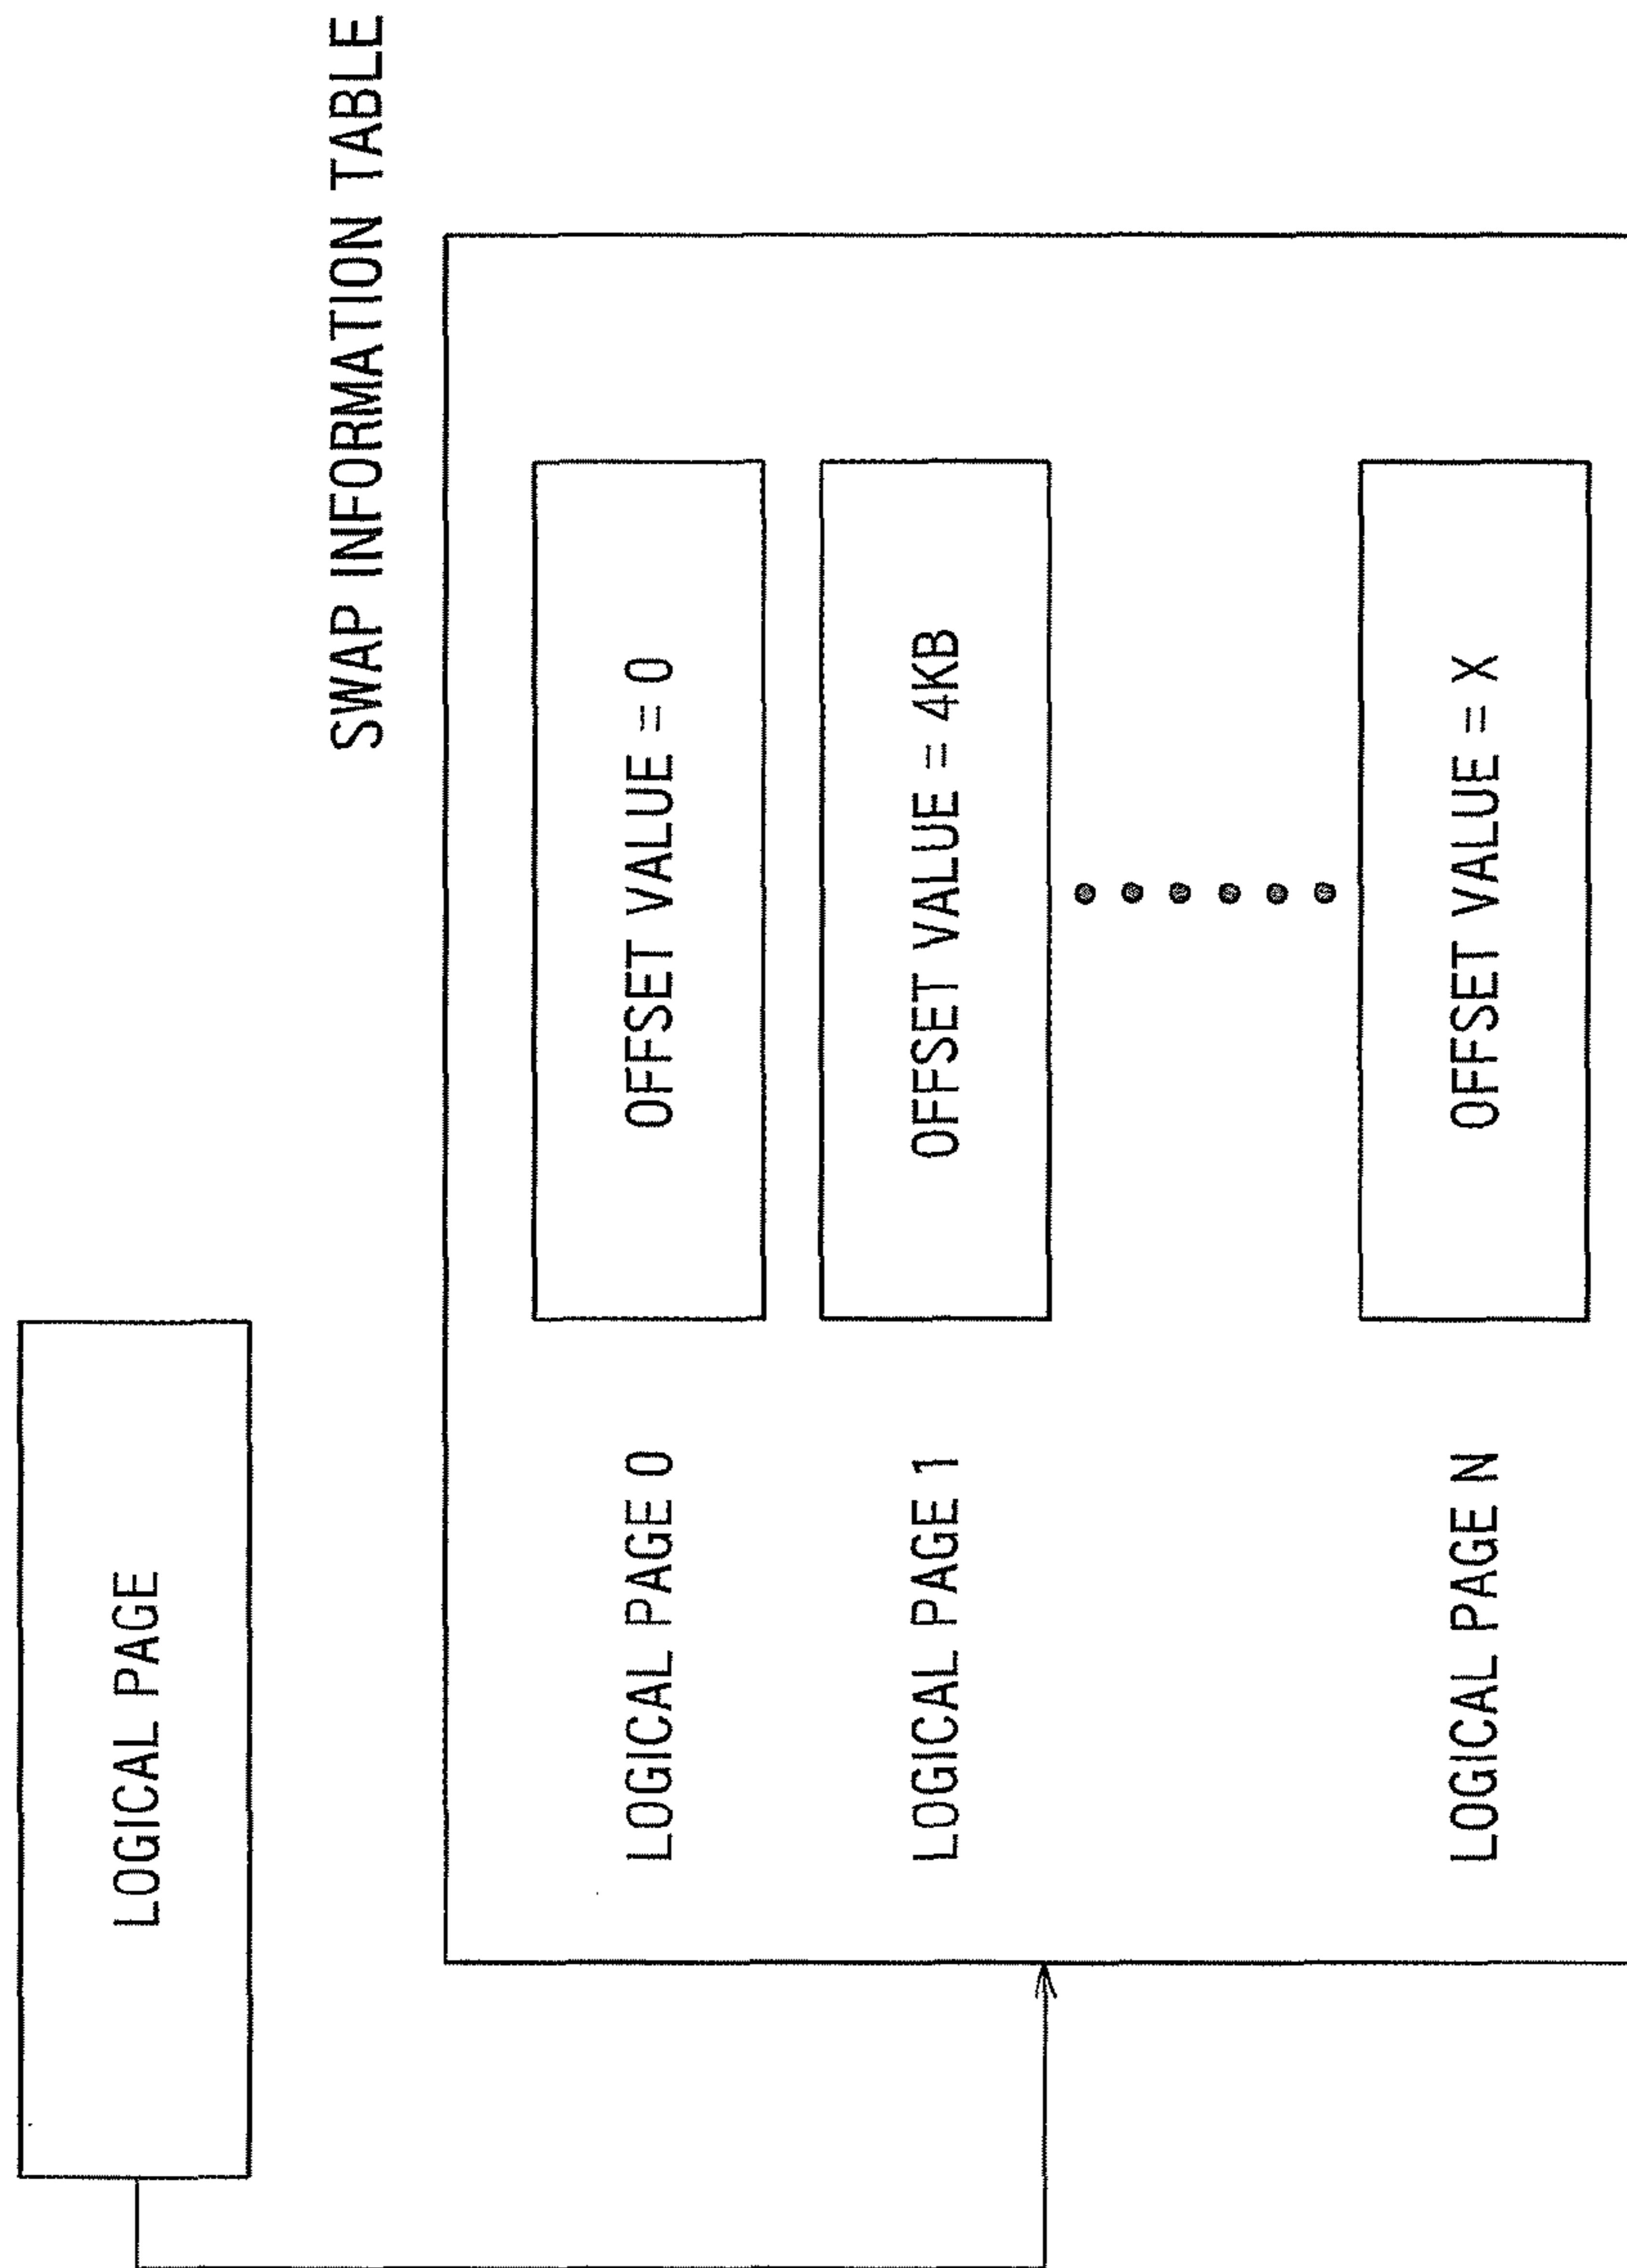 LOGICAL PAGE
SWAP INFORMATION TABLE
LOGICAL PAGE 0 OFFSET VALUE = 0
LOGICAL PAGE 1 OFFSET VALUE = 4KB
LOGICAL PAGE N OFFSET VALUE = X